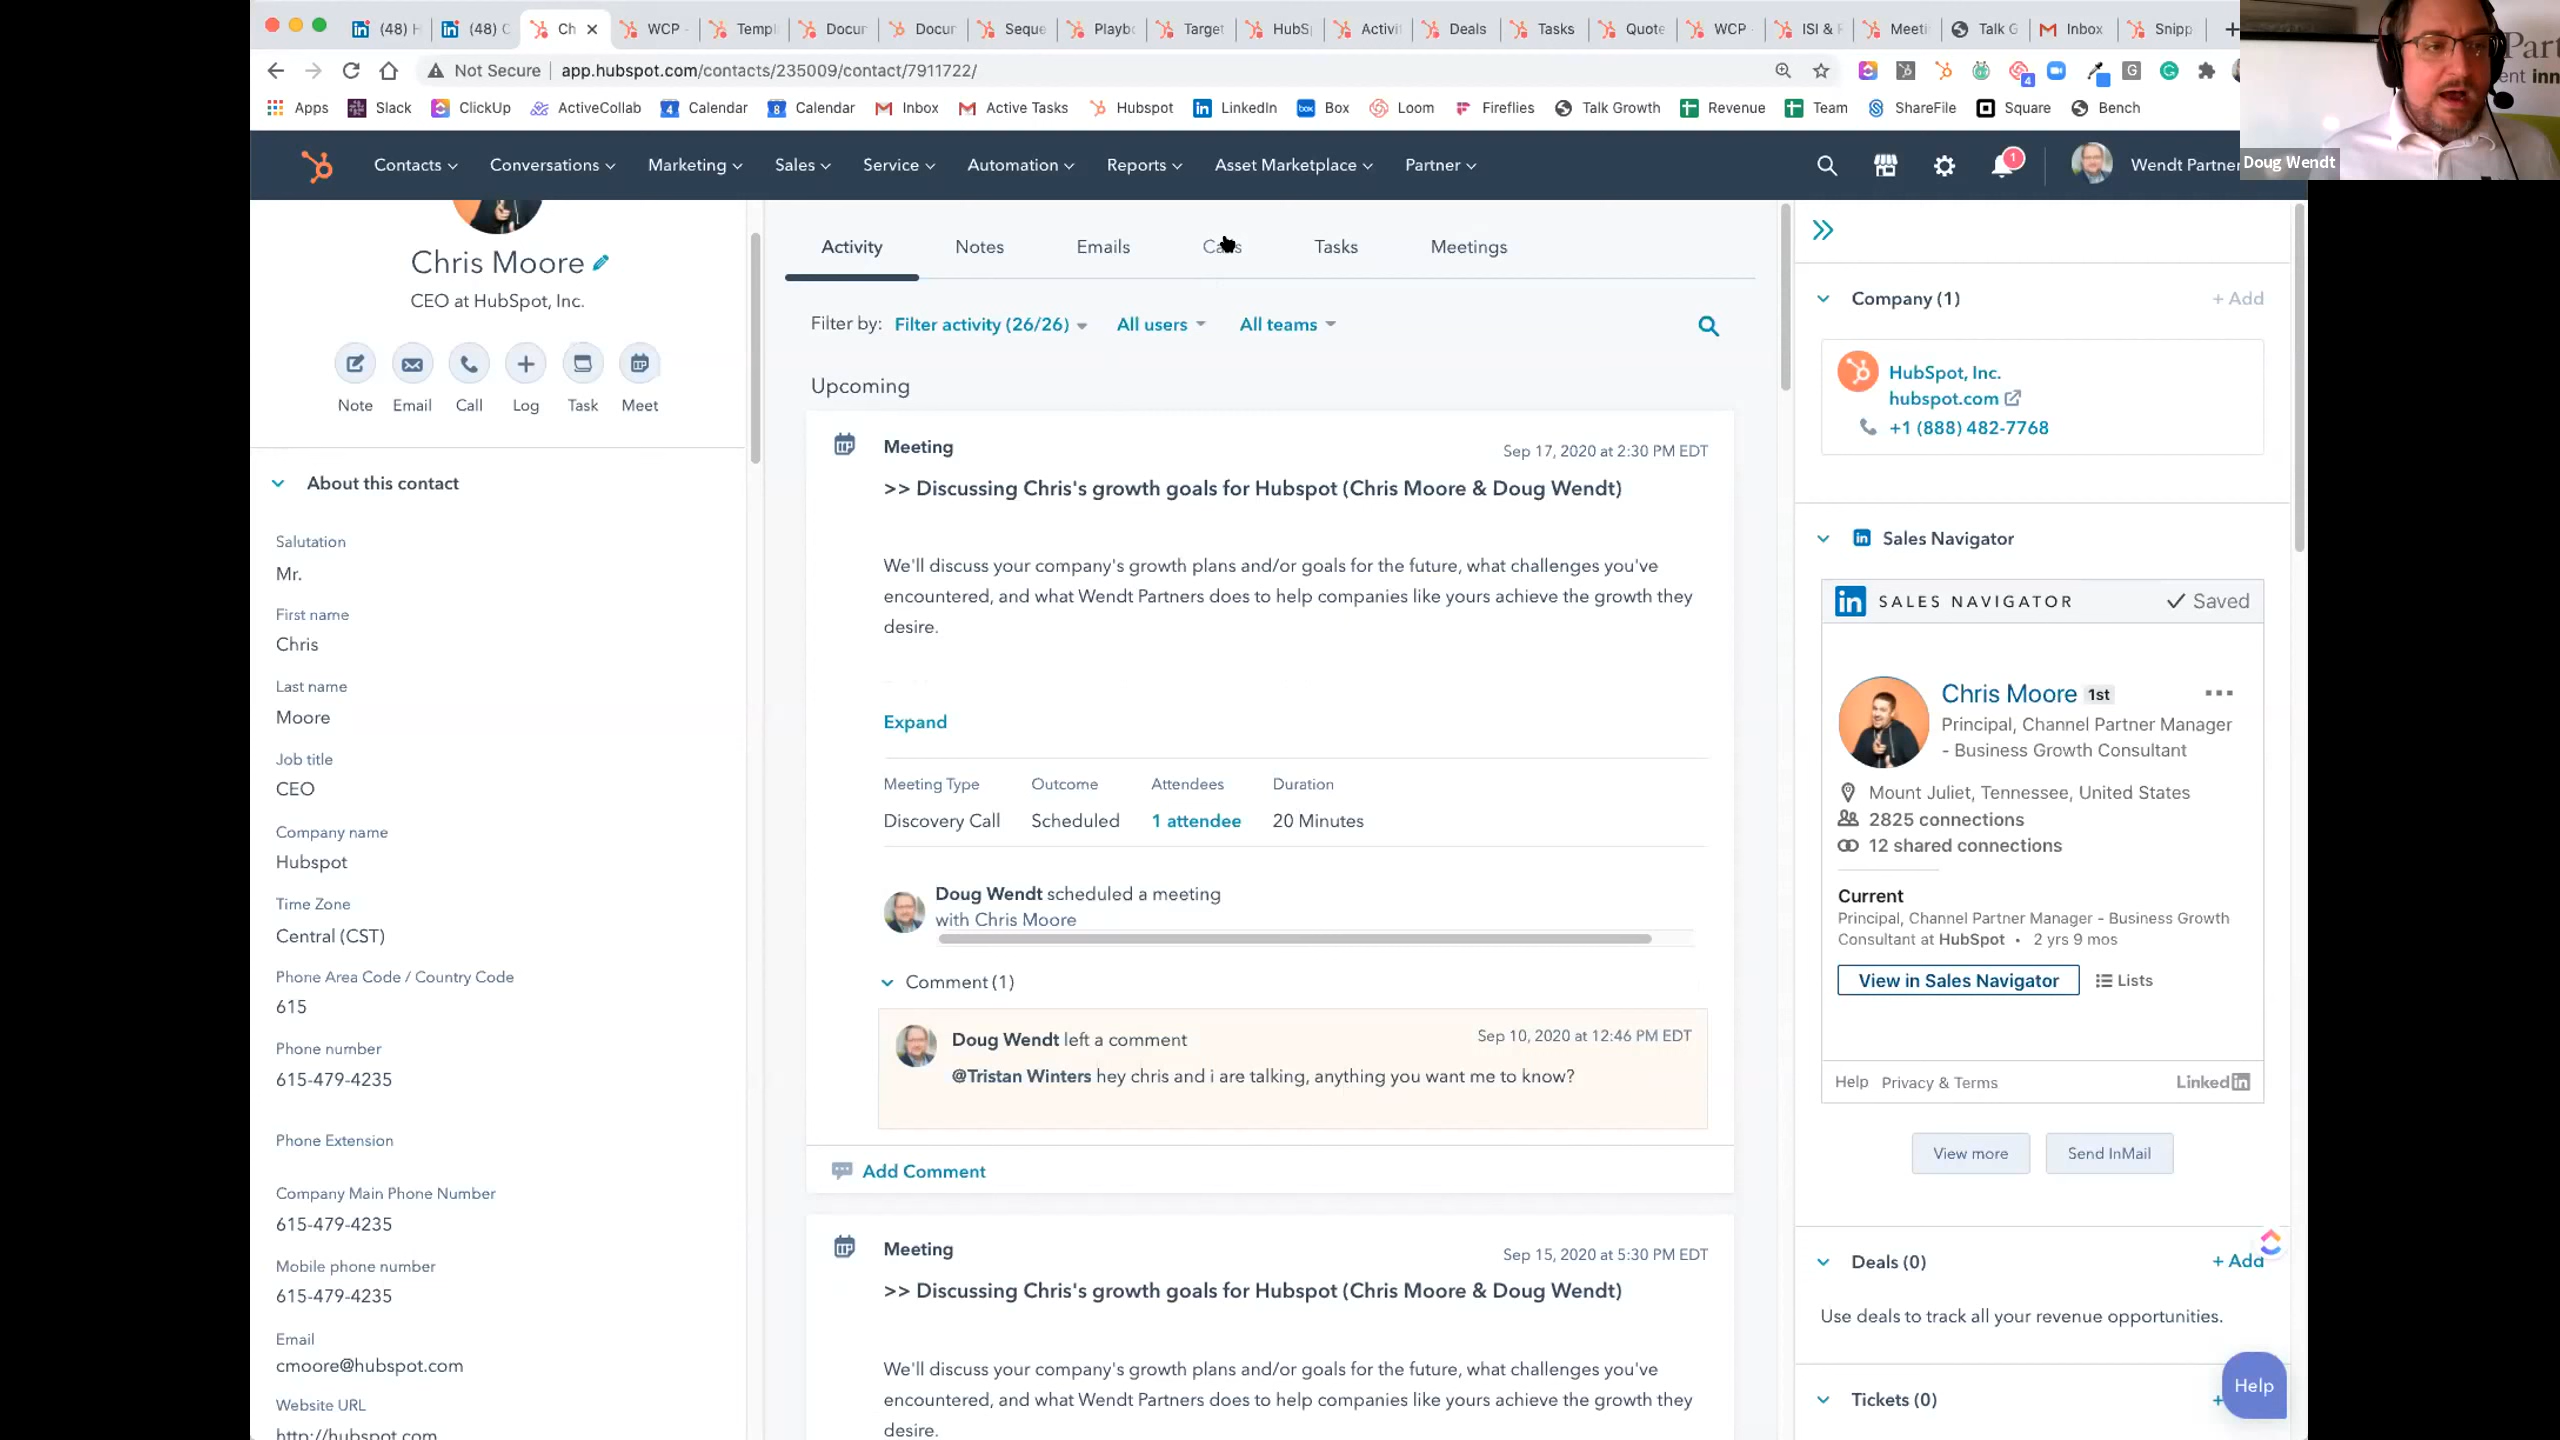 (48) H
(48) C
Ch
WCP -
Templ
Docur
Docur
Seque
Playbo
Target
HubS
Activi
Deals
Tasks
Quote
WCP -
ISI & F
Meeti
Talk G
Inbox
Snipp
Not Secure
app.hubspot.com/contacts/235009/contact/7911722/
4
G
Apps
Slack
ClickUp
ActiveCollab
4 Calendar
8 Calendar
Inbox
Active Tasks
Hubspot
LinkedIn
box Box
Loom
Fireflies
Talk Growth
Revenue
Team
ShareFile
Square
Bench
Part
ent inn
Doug Wendt
Contacts
Conversations
Marketing
Sales
Service
Automation
Reports
Asset Marketplace
Partner
1
Wendt Partner
Chris Moore
CEO at HubSpot, Inc.
Note
Email
Call
Log
Task
Meet
About this contact
Salutation
Mr.
First name
Chris
Last name
Moore
Job title
CEO
Company name
Hubspot
Time Zone
Central (CST)
Phone Area Code / Country Code
615
Phone number
615-479-4235
Phone Extension
Company Main Phone Number
615-479-4235
Mobile phone number
615-479-4235
Email
cmoore@hubspot.com
Website URL
http://hubspot.com
Activity
Notes
Emails
Calls
Tasks
Meetings
Filter by:
Filter activity (26/26)
All users
All teams
Upcoming
Meeting
Sep 17, 2020 at 2:30 PM EDT
>> Discussing Chris's growth goals for Hubspot (Chris Moore & Doug Wendt)
We'll discuss your company's growth plans and/or goals for the future, what challenges you've
encountered, and what Wendt Partners does to help companies like yours achieve the growth they
desire.
Expand
Meeting Type
Outcome
Attendees
Duration
Discovery Call
Scheduled
1 attendee
20 Minutes
Doug Wendt scheduled a meeting
with Chris Moore
Comment (1)
Doug Wendt left a comment
Sep 10, 2020 at 12:46 PM EDT
@Tristan Winters hey chris and i are talking, anything you want me to know?
Add Comment
Meeting
Sep 15, 2020 at 5:30 PM EDT
>> Discussing Chris's growth goals for Hubspot (Chris Moore & Doug Wendt)
We'll discuss your company's growth plans and/or goals for the future, what challenges you've
encountered, and what Wendt Partners does to help companies like yours achieve the growth they
desire.
Company (1)
+ Add
HubSpot, Inc.
hubspot.com
+1 (888) 482-7768
in Sales Navigator
in SALES NAVIGATOR
Saved
Chris Moore 1st
Principal, Channel Partner Manager
- Business Growth Consultant
Mount Juliet, Tennessee, United States
2825 connections
12 shared connections
Current
Principal, Channel Partner Manager - Business Growth
Consultant at HubSpot • 2 yrs 9 mos
View in Sales Navigator
Lists
Help
Privacy & Terms
Linkedin
View more
Send InMail
Deals (0)
+ Add
Use deals to track all your revenue opportunities.
Tickets (0)
+
Help